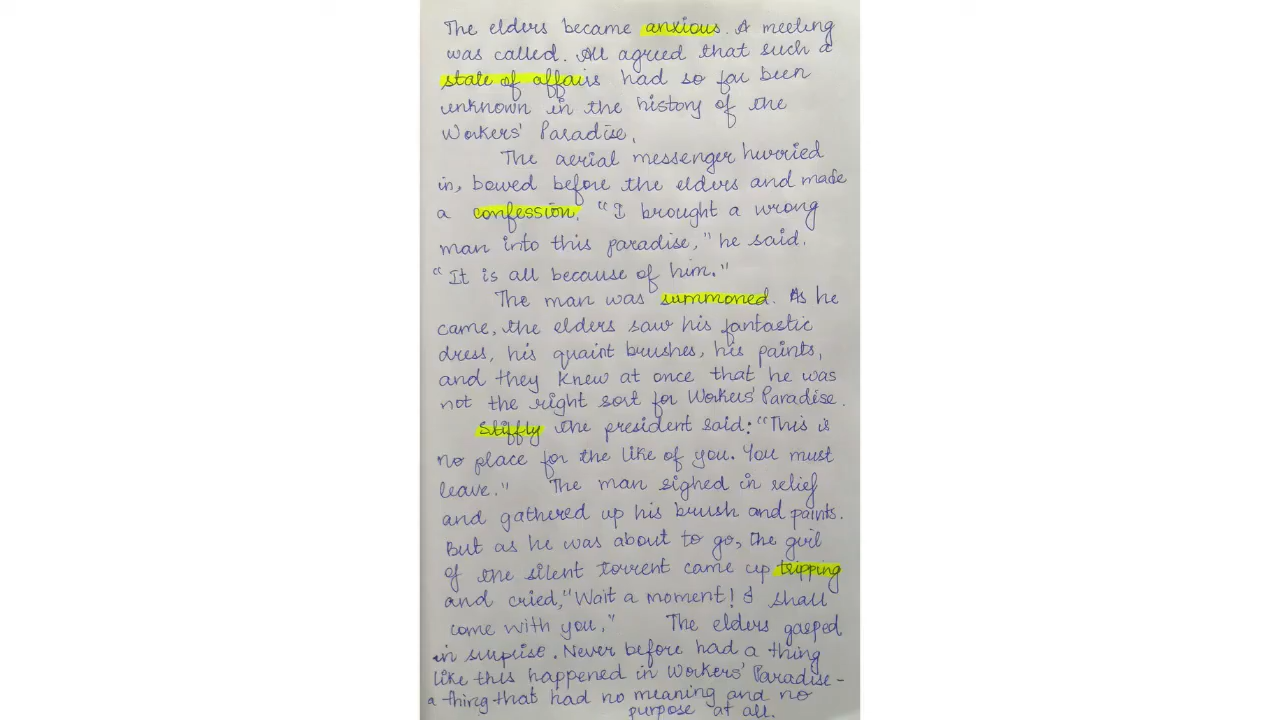 The elders became anxious. A meeting
was called. All agreed that such a
state of affairs had so far been
unknown in the history of the
Workers' Paradise.
The aerial messenger hurried
in, bowed before the elders and made
a confession. "I brought a wrong
man into this paradise," he said.
"It is all because of him."
The man was summoned. As he
came, the elders saw his fantastic
dress, his quaint brushes, his paints,
and they knew at once that he was
not the right sort for Workers' Paradise.
Stiffly the president said: "This is
no place for the like of you. You must
leave." The man sighed in relief
and gathered up his brush and paints.
But as he was about to go, the girl
of the silent torrent came up tripping
and cried, "Wait a moment! I shall
come with you." The elders gasped
in surprise. Never before had a thing
like this happened in Workers' Paradise -
a thing that had no meaning and no
purpose at all.